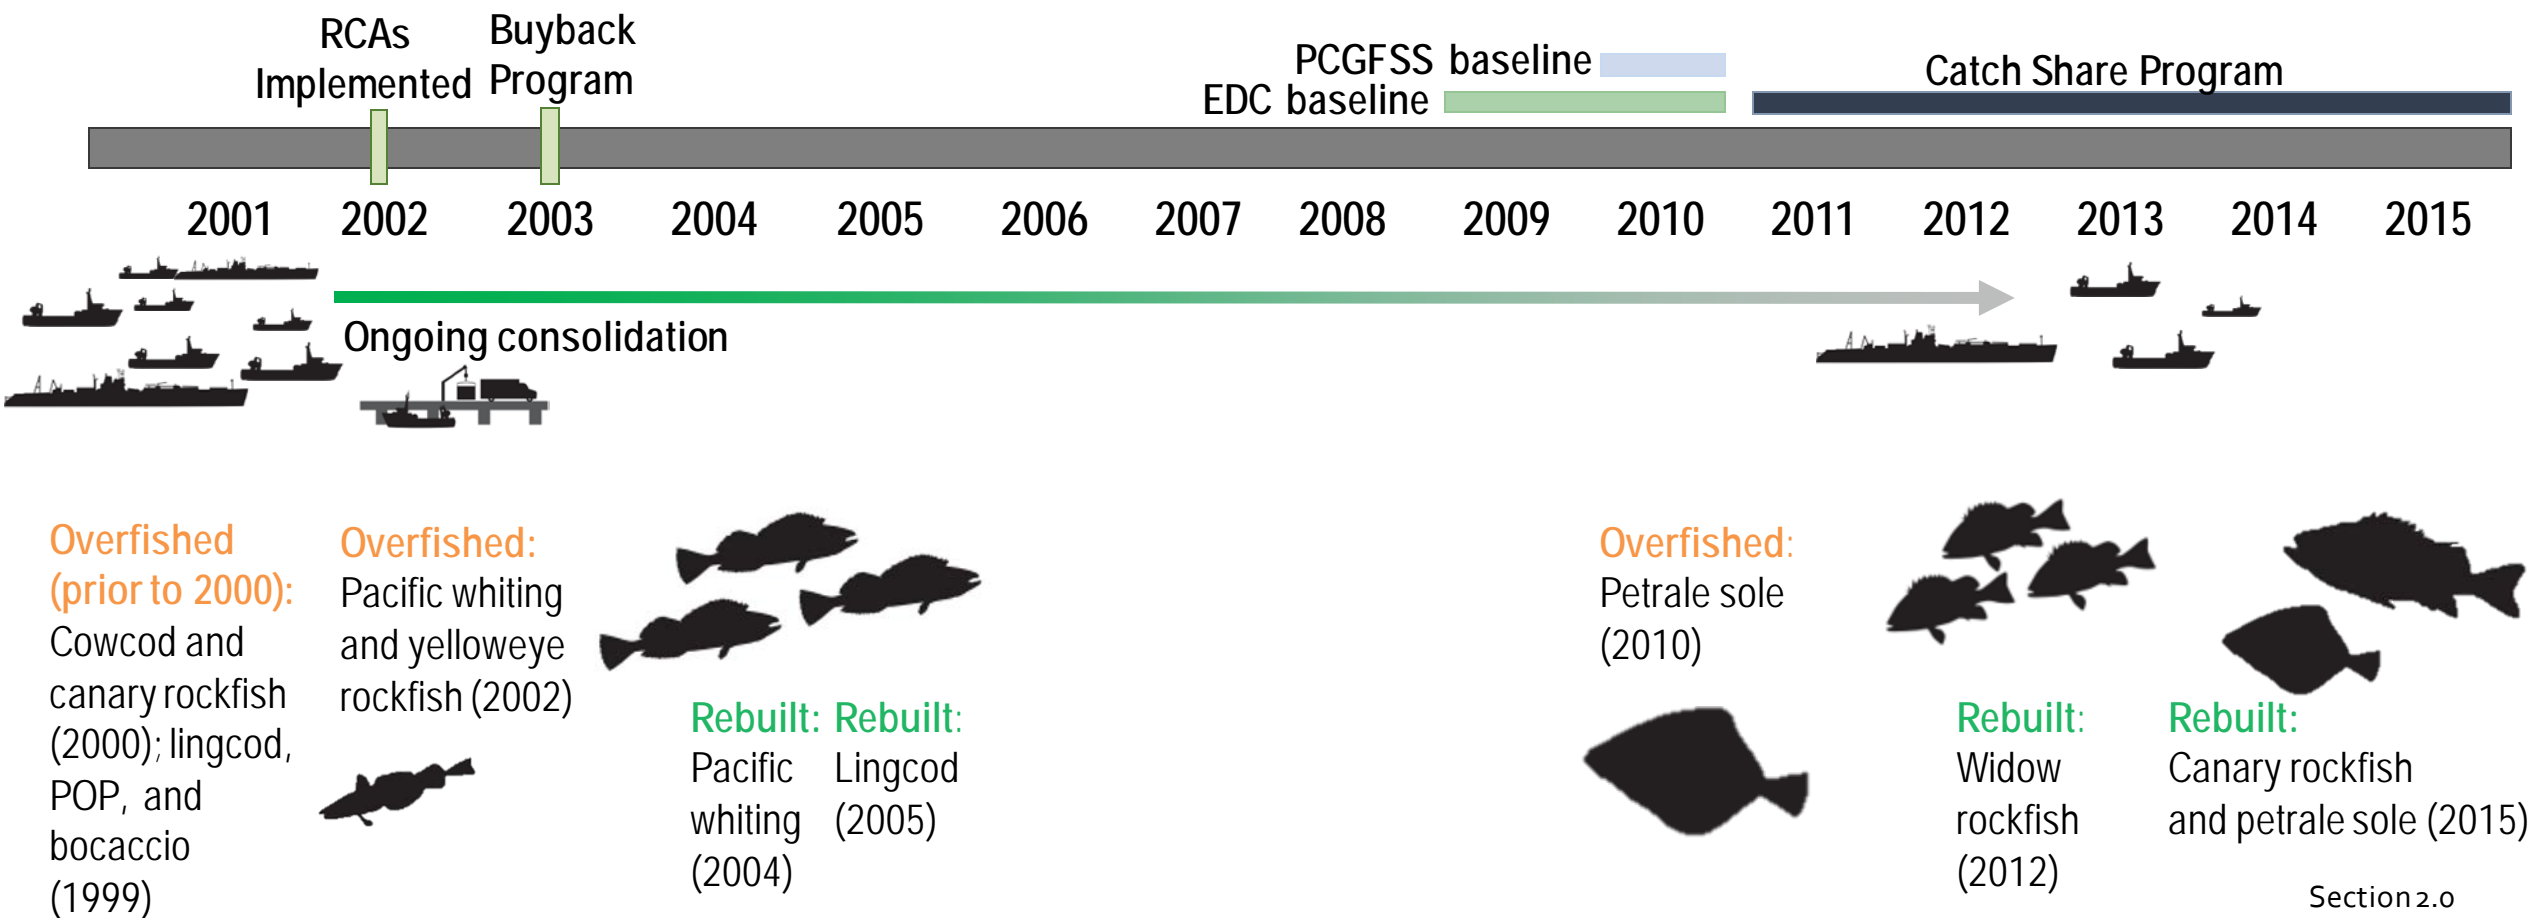 RCAs
Implemented
Buyback
Program
PCGFSS baseline
EDC baseline
Catch Share Program
2001 2002 2003 2004 2005 2006 2007 2008 2009 2010 2011 2012 2013 2014 2015
Ongoing consolidation
Overfished
(prior to 2000):
Cowcod and
canary rockfish
(2000); lingcod,
POP, and
bocaccio
(1999)
Overfished:
Pacific whiting
and yelloweye
rockfish (2002)
Rebuilt:
Pacific
whiting
(2004)
Rebuilt:
Lingcod
(2005)
Overfished:
Petrale sole
(2010)
Rebuilt:
Widow
rockfish
(2012)
Rebuilt:
Canary rockfish
and petrale sole (2015)
Section 2.0